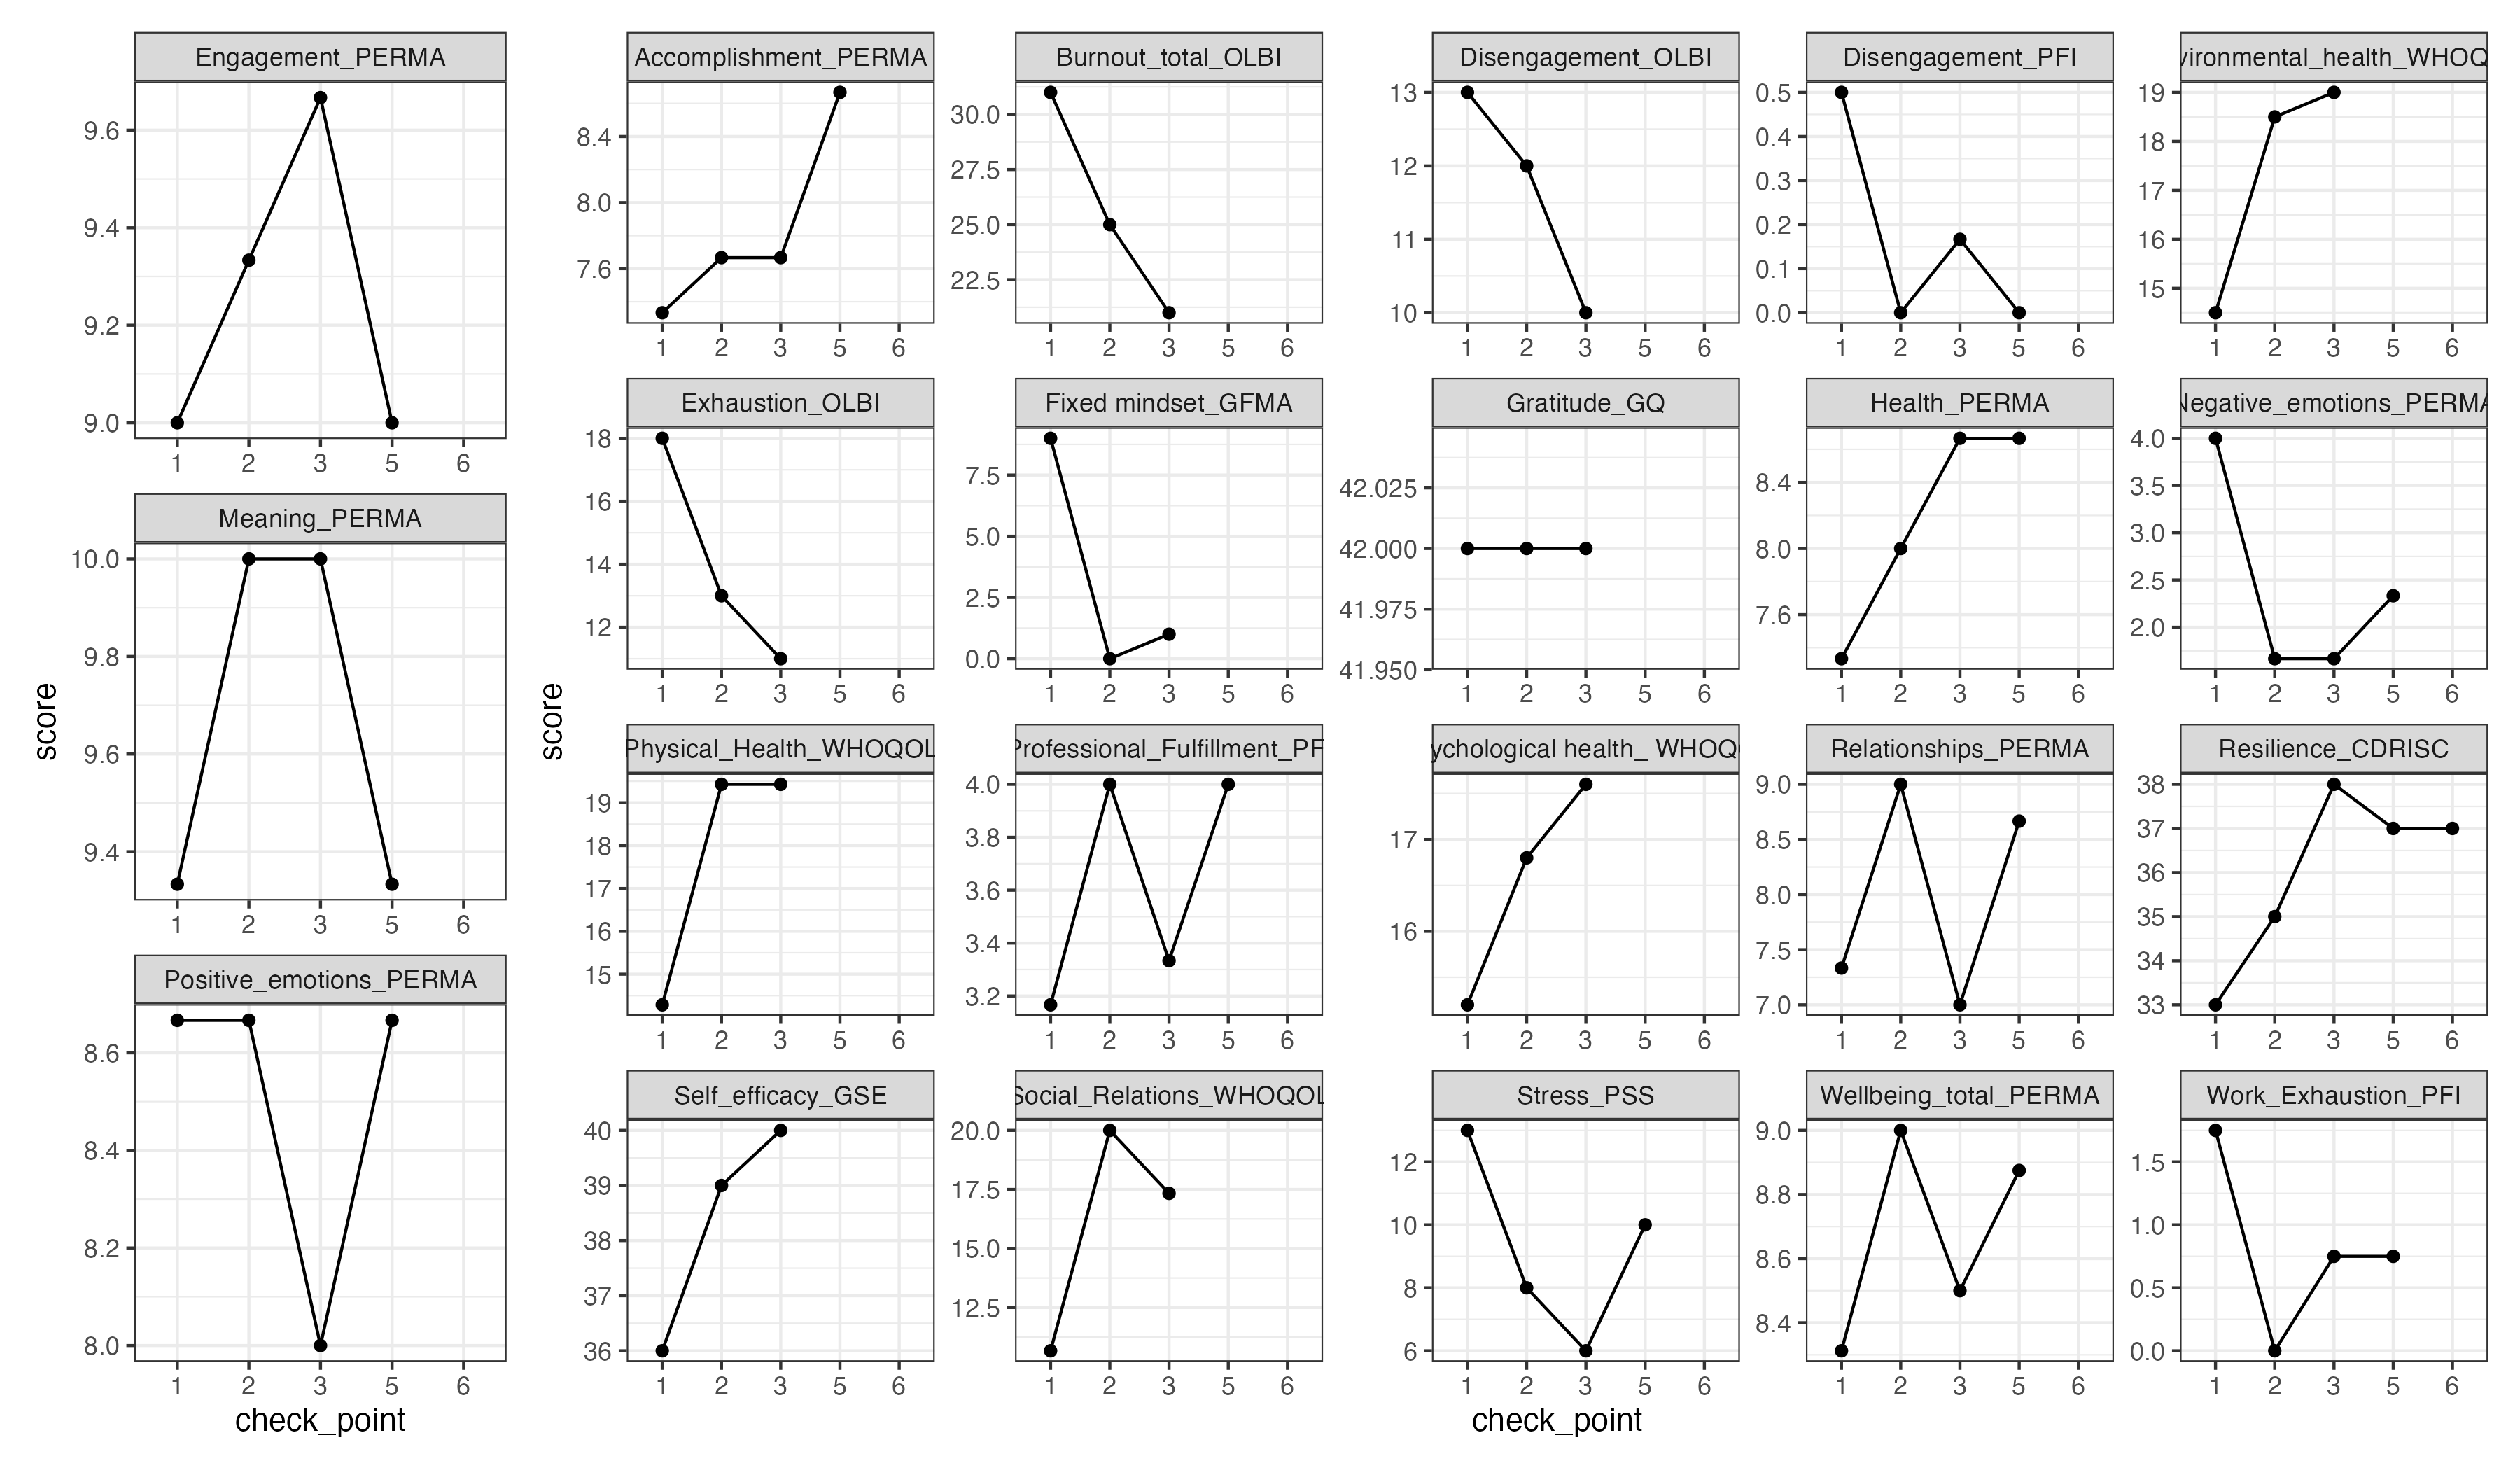 Engagement_PERMA
9.6
9.4
9.2
9.0
1 2 3 5 6
Meaning_PERMA
10.0
9.8
9.6
9.4
1 2 3 5 6
Positive_emotions_PERMA
8.6
8.4
8.2
8.0
1 2 3 5 6
score
check_point
Accomplishment_PERMA
8.4
8.0
7.6
1 2 3 5 6
Burnout_total_OLBI
30.0
27.5
25.0
22.5
1 2 3 5 6
Disengagement_OLBI
13
12
11
10
1 2 3 5 6
Disengagement_PFI
0.5
0.4
0.3
0.2
0.1
0.0
1 2 3 5 6
vironmental_health_WHOQ
19
18
17
16
15
1 2 3 5 6
Exhaustion_OLBI
18
16
14
12
1 2 3 5 6
Fixed mindset_GFMA
7.5
5.0
2.5
0.0
1 2 3 5 6
Gratitude_GQ
42.025
42.000
41.975
41.950
1 2 3 5 6
Health_PERMA
8.4
8.0
7.6
1 2 3 5 6
Negative_emotions_PERMA
4.0
3.5
3.0
2.5
2.0
1 2 3 5 6
Physical_Health_WHOQOL
19
18
17
16
15
1 2 3 5 6
Professional_Fulfillment_PF
4.0
3.8
3.6
3.4
3.2
1 2 3 5 6
ychological health_ WHOQ
17
16
1 2 3 5 6
Relationships_PERMA
9.0
8.5
8.0
7.5
7.0
1 2 3 5 6
Resilience_CDRISC
38
37
36
35
34
33
1 2 3 5 6
Self_efficacy_GSE
40
39
38
37
36
1 2 3 5 6
Social_Relations_WHOQOL
20.0
17.5
15.0
12.5
1 2 3 5 6
Stress_PSS
12
10
8
6
1 2 3 5 6
Wellbeing_total_PERMA
9.0
8.8
8.6
8.4
1 2 3 5 6
Work_Exhaustion_PFI
1.5
1.0
0.5
0.0
1 2 3 5 6
score
check_point